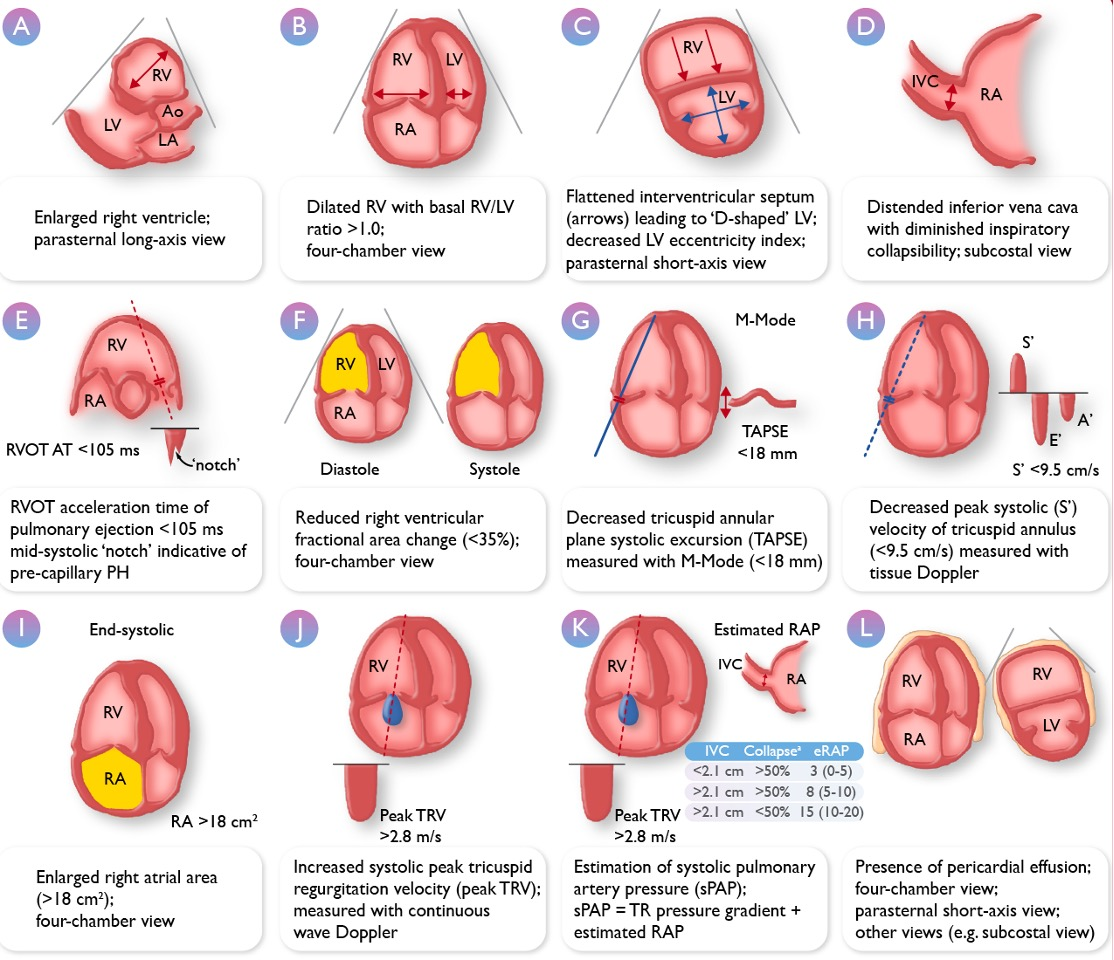 A
RV
LV
Ao
LA
Enlarged right ventricle;
parasternal long-axis view
B
RV
LV
RA
Dilated RV with basal RV/LV
ratio >1.0;
four-chamber view
C
RV
LV
Flattened interventricular septum
(arrows) leading to ‘D-shaped’ LV;
decreased LV eccentricity index;
parasternal short-axis view
D
IVC
RA
Distended inferior vena cava
with diminished inspiratory
collapsibility; subcostal view
E
RV
RA
RVOT AT <105 ms
‘notch’
RVOT acceleration time of
pulmonary ejection <105 ms
mid-systolic ‘notch’ indicative of
pre-capillary PH
F
RV
LV
RA
Diastole
Systole
Reduced right ventricular
fractional area change (<35%);
four-chamber view
G
M-Mode
TAPSE
<18 mm
Decreased tricuspid annular
plane systolic excursion (TAPSE)
measured with M-Mode (<18 mm)
H
S’
A’
E’
S’ <9.5 cm/s
Decreased peak systolic (S’)
velocity of tricuspid annulus
(<9.5 cm/s) measured with
tissue Doppler
I
End-systolic
RV
RA
RA >18 cm²
Enlarged right atrial area
(>18 cm²);
four-chamber view
J
RV
Peak TRV
>2.8 m/s
Increased systolic peak tricuspid
regurgitation velocity (peak TRV);
measured with continuous
wave Doppler
K
RV
Estimated RAP
IVC
RA
IVC Collapseᵃ eRAP
<2.1 cm >50% 3 (0-5)
>2.1 cm >50% 8 (5-10)
>2.1 cm <50% 15 (10-20)
Peak TRV
>2.8 m/s
Estimation of systolic pulmonary
artery pressure (sPAP);
sPAP = TR pressure gradient +
estimated RAP
L
RV
RA
RV
LV
Presence of pericardial effusion;
four-chamber view;
parasternal short-axis view;
other views (e.g. subcostal view)